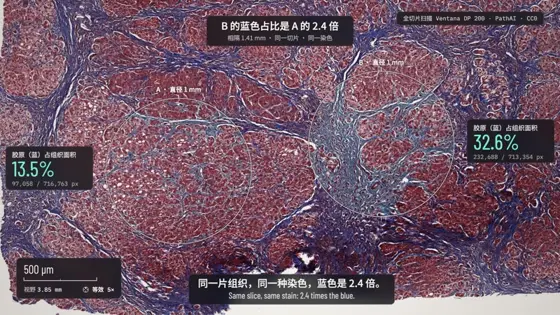 B 的蓝色占比是 A 的 2.4 倍
相隔 1.41 mm · 同一切片 · 同一染色
全切片扫描 Ventana DP 200 · PathAI · CC0
B · 直径 1 mm
A · 直径 1 mm
胶原（蓝）占组织面积
13.5%
97,058 / 716,763 px
胶原（蓝）占组织面积
32.6%
232,688 / 713,354 px
500 µm
视野 3.85 mm 等效 5×
同一片组织，同一种染色，蓝色是 2.4 倍。
Same slice, same stain: 2.4 times the blue.